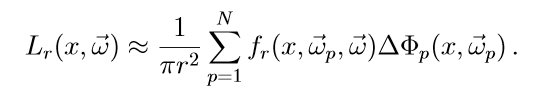 $L_r(x, \vec{\omega}) \approx \frac{1}{\pi r^2} \sum_{p=1}^{N} f_r(x, \vec{\omega}_p, \vec{\omega}) \Delta\Phi_p(x, \vec{\omega}_p)\,.$